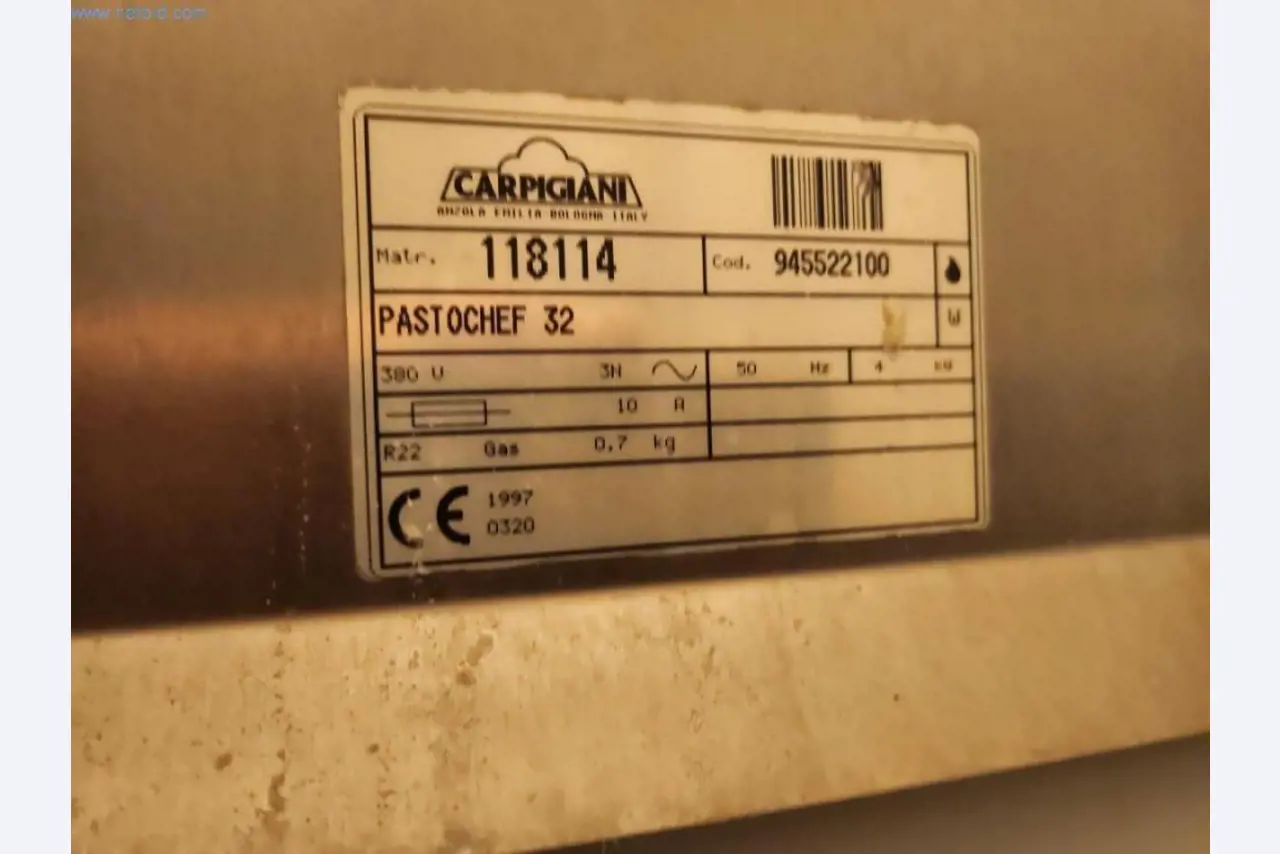 CARPIGIANI
ANZOLA EMILIA BOLOGNA ITALY
Matr. 118114 Cod. 945522100
PASTOCHEF 32 W
380 V 3N 50 Hz 4 kW
10 A
R22 Gas 0,7 kg
CE 1997
0320